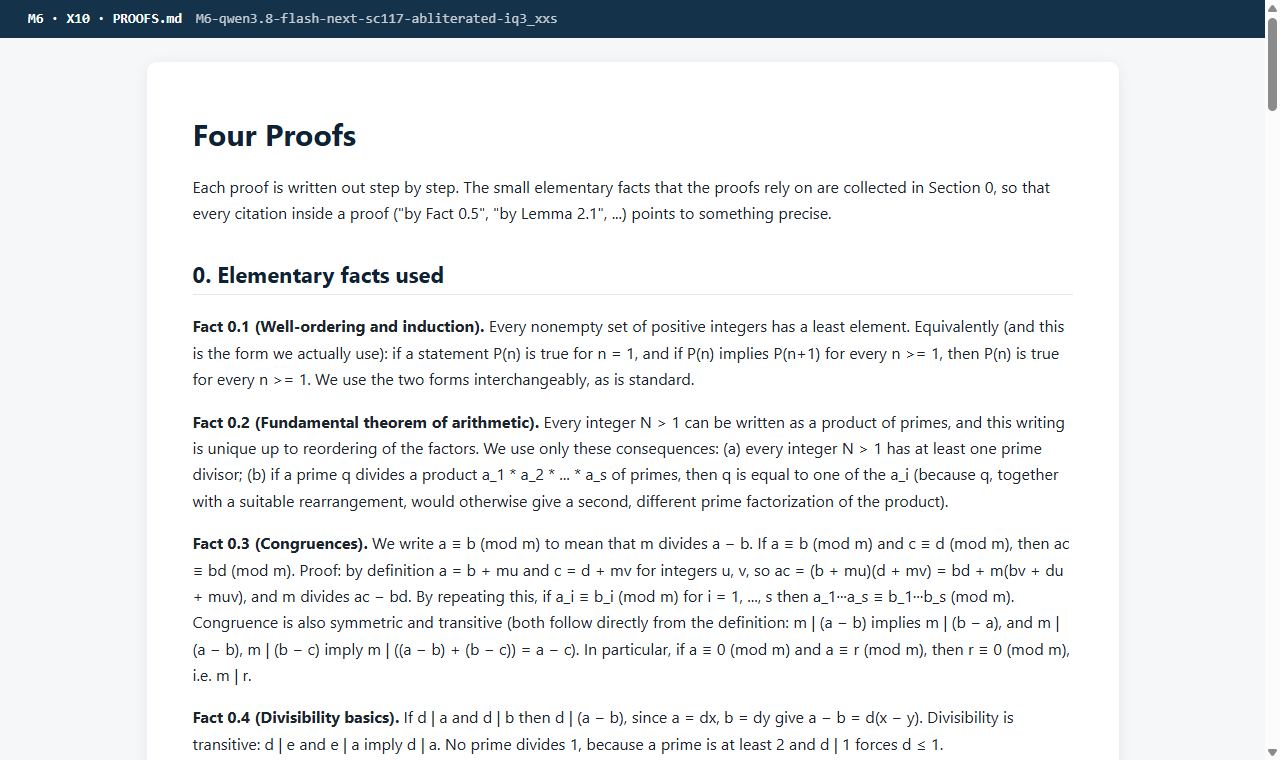 M6 • X10 • PROOFS.md M6-qwen3.8-flash-next-sc117-abliterated-iq3_xxs
Four Proofs
Each proof is written out step by step. The small elementary facts that the proofs rely on are collected in Section 0, so that
every citation inside a proof ("by Fact 0.5", "by Lemma 2.1", ...) points to something precise.
0. Elementary facts used
Fact 0.1 (Well-ordering and induction). Every nonempty set of positive integers has a least element. Equivalently (and this
is the form we actually use): if a statement P(n) is true for n = 1, and if P(n) implies P(n+1) for every n >= 1, then P(n) is true
for every n >= 1. We use the two forms interchangeably, as is standard.
Fact 0.2 (Fundamental theorem of arithmetic). Every integer N > 1 can be written as a product of primes, and this writing
is unique up to reordering of the factors. We use only these consequences: (a) every integer N > 1 has at least one prime
divisor; (b) if a prime q divides a product a_1 * a_2 * ... * a_s of primes, then q is equal to one of the a_i (because q, together
with a suitable rearrangement, would otherwise give a second, different prime factorization of the product).
Fact 0.3 (Congruences). We write a ≡ b (mod m) to mean that m divides a − b. If a ≡ b (mod m) and c ≡ d (mod m), then ac
≡ bd (mod m). Proof: by definition a = b + mu and c = d + mv for integers u, v, so ac = (b + mu)(d + mv) = bd + m(bv + du
+ muv), and m divides ac − bd. By repeating this, if a_i ≡ b_i (mod m) for i = 1, ..., s then a_1···a_s ≡ b_1···b_s (mod m).
Congruence is also symmetric and transitive (both follow directly from the definition: m | (a − b) implies m | (b − a), and m |
(a − b), m | (b − c) imply m | ((a − b) + (b − c)) = a − c). In particular, if a ≡ 0 (mod m) and a ≡ r (mod m), then r ≡ 0 (mod m),
i.e. m | r.
Fact 0.4 (Divisibility basics). If d | a and d | b then d | (a − b), since a = dx, b = dy give a − b = d(x − y). Divisibility is
transitive: d | e and e | a imply d | a. No prime divides 1, because a prime is at least 2 and d | 1 forces d ≤ 1.